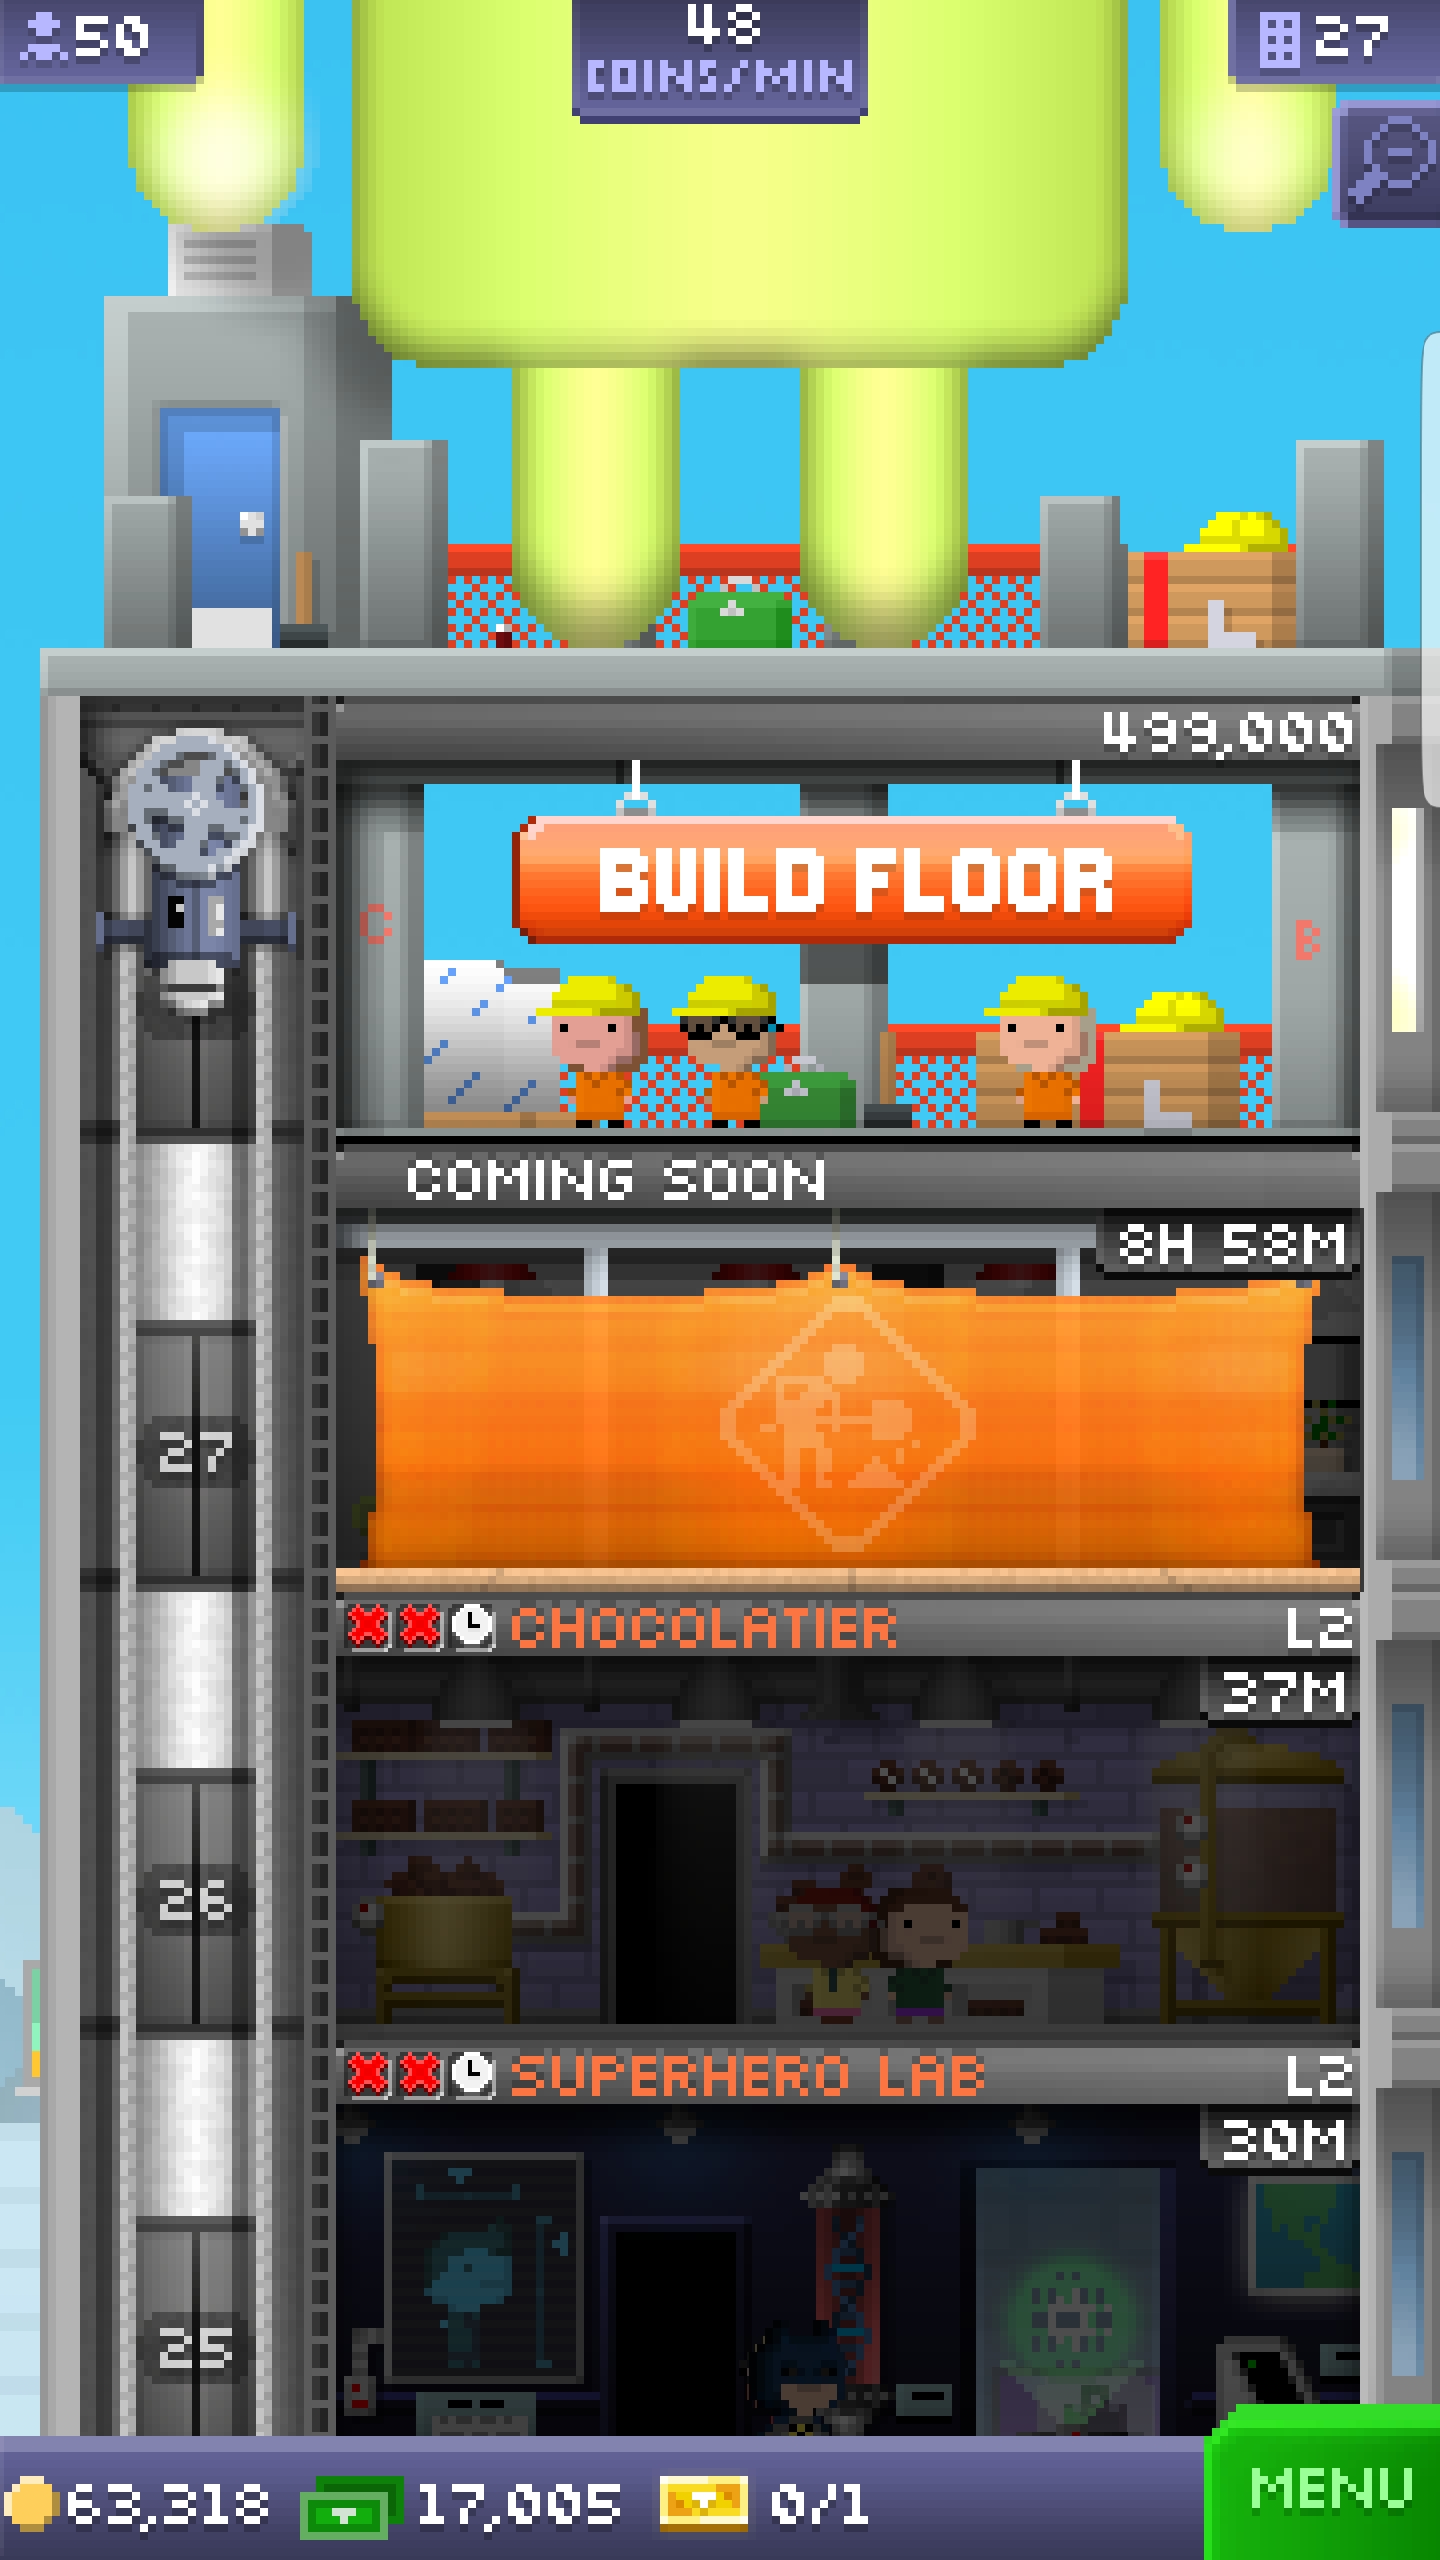 50
48
COINS/MIN
27
499,000
C
BUILD FLOOR
B
COMING SOON
8H 58M
27
CHOCOLATIER L2
37M
26
SUPERHERO LAB L2
30M
25
63,318 17,005 0/1
MENU